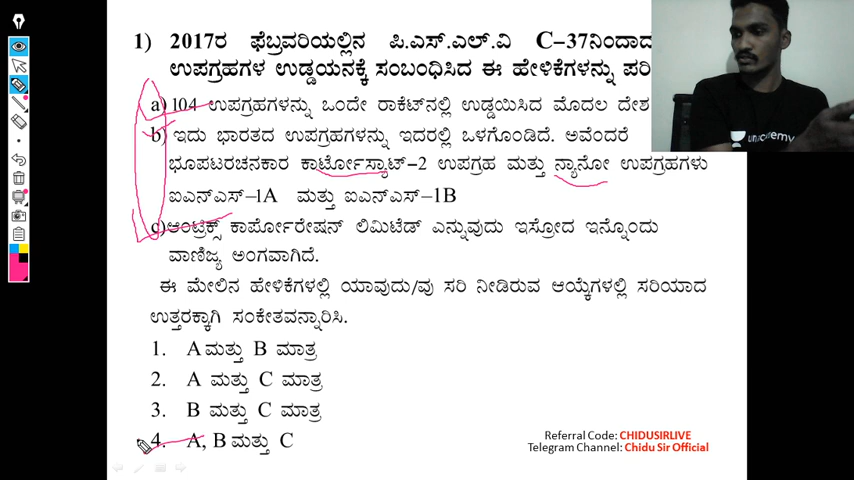 1) 2017ರ ಫೆಬ್ರವರಿಯಲ್ಲಿನ ಪಿ.ಎಸ್.ಎಲ್.ವಿ C-37ನಿಂದಾದ
ಉಪಗ್ರಹಗಳ ಉಡ್ಡಯನಕ್ಕೆ ಸಂಬಂಧಿಸಿದ ಈ ಹೇಳಿಕೆಗಳನ್ನು ಪರಿ
a) 104 ಉಪಗ್ರಹಗಳನ್ನು ಒಂದೇ ರಾಕೆಟ್‌ನಲ್ಲಿ ಉಡ್ಡಯಿಸಿದ ಮೊದಲ ದೇಶ
b) ಇದು ಭಾರತದ ಉಪಗ್ರಹಗಳನ್ನು ಇದರಲ್ಲಿ ಒಳಗೊಂಡಿದೆ. ಅವೆಂದರೆ
ಭೂಪಟರಚನಕಾರ ಕಾರ್ಟೋಸ್ಯಾಟ್-2 ಉಪಗ್ರಹ ಮತ್ತು ನ್ಯಾನೋ ಉಪಗ್ರಹಗಳು
ಐಎನ್ಎಸ್-1A ಮತ್ತು ಐಎನ್ಎಸ್-1B
c) ಆಂಟ್ರಿಕ್ಸ್ ಕಾರ್ಪೋರೇಷನ್ ಲಿಮಿಟೆಡ್ ಎನ್ನುವುದು ಇಸ್ರೋದ ಇನ್ನೊಂದು
ವಾಣಿಜ್ಯ ಅಂಗವಾಗಿದೆ.
ಈ ಮೇಲಿನ ಹೇಳಿಕೆಗಳಲ್ಲಿ ಯಾವುದು/ವು ಸರಿ ನೀಡಿರುವ ಆಯ್ಕೆಗಳಲ್ಲಿ ಸರಿಯಾದ
ಉತ್ತರಕ್ಕಾಗಿ ಸಂಕೇತವನ್ನಾರಿಸಿ.
1. A ಮತ್ತು B ಮಾತ್ರ
2. A ಮತ್ತು C ಮಾತ್ರ
3. B ಮತ್ತು C ಮಾತ್ರ
4. A, B ಮತ್ತು C
Referral Code: CHIDUSIRLIVE
Telegram Channel: Chidu Sir Official